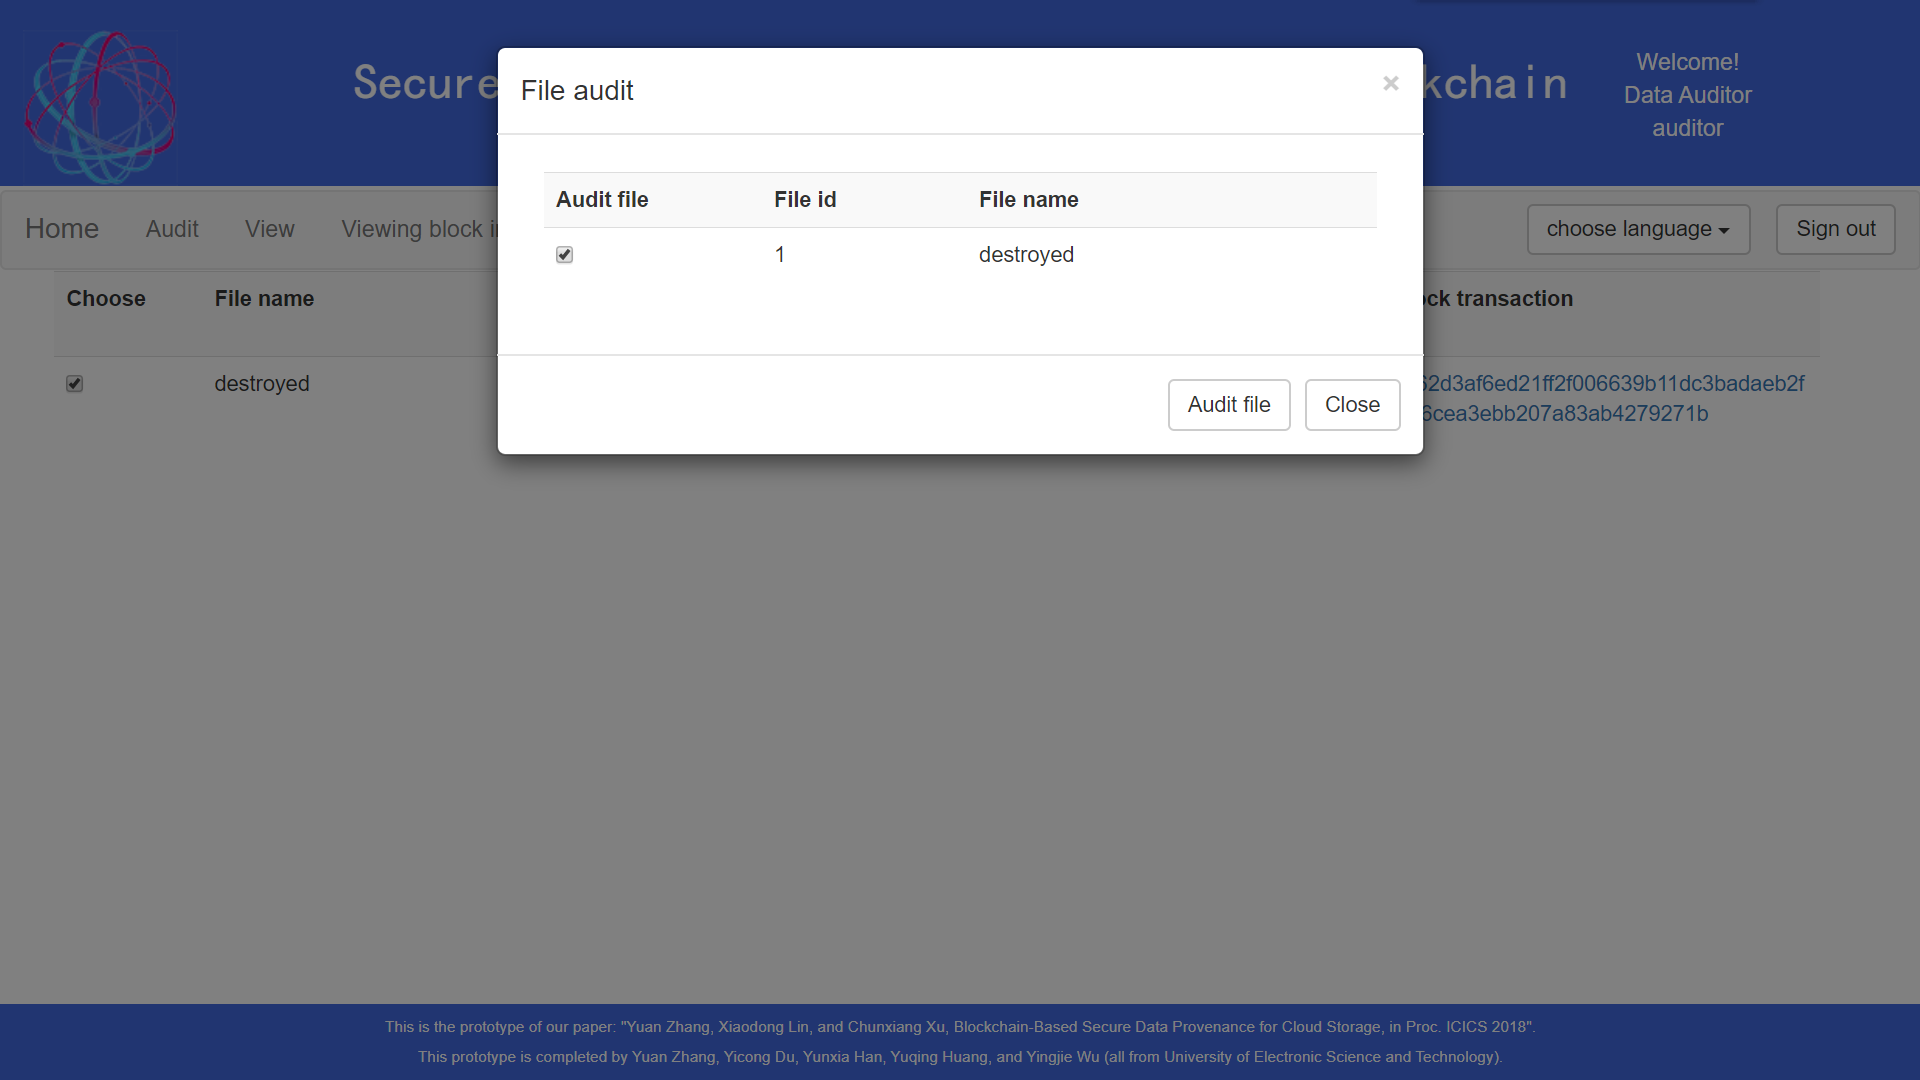 Secure kchain
Welcome!
Data Auditor
auditor
File audit
×
Audit file File id File name
1 destroyed
Audit file Close
Home Audit View Viewing block choose language Sign out
Choose File name transaction
destroyed 62d3af6ed21ff2f006639b11dc3badaeb2f
6cea3ebb207a83ab4279271b
This is the prototype of our paper: "Yuan Zhang, Xiaodong Lin, and Chunxiang Xu, Blockchain-Based Secure Data Provenance for Cloud Storage, in Proc. ICICS 2018".
This prototype is completed by Yuan Zhang, Yicong Du, Yunxia Han, Yuqing Huang, and Yingjie Wu (all from University of Electronic Science and Technology).